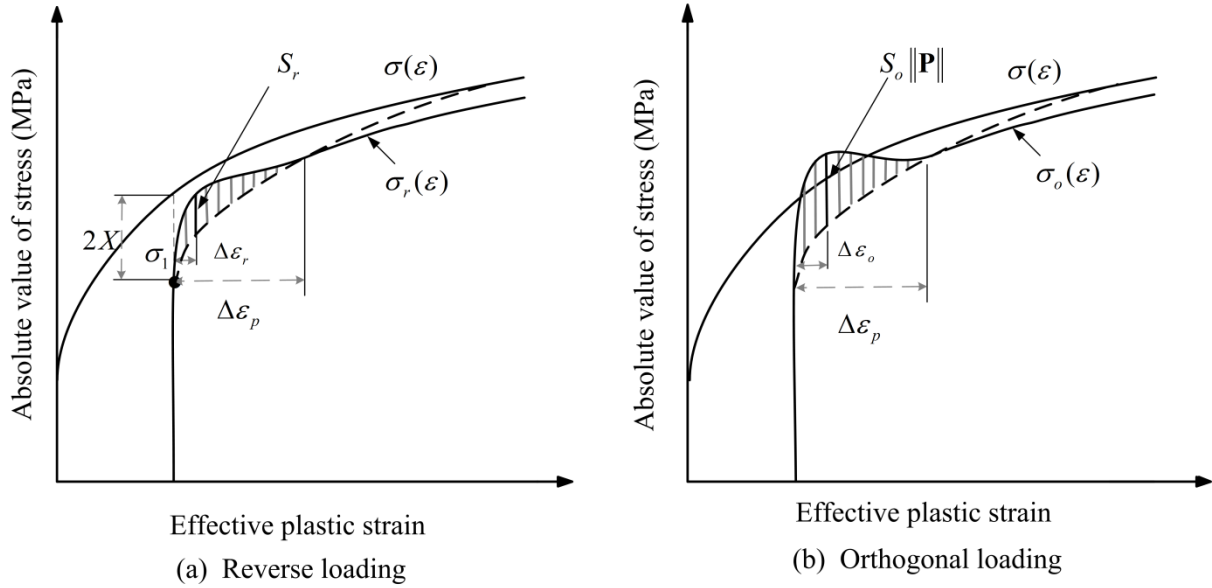 Absolute value of stress (MPa)
S_r
σ(ε)
σ_r(ε)
2X
σ_1
Δε_r
Δε_p
Effective plastic strain
(a) Reverse loading
Absolute value of stress (MPa)
S_o ‖P‖
σ(ε)
σ_o(ε)
Δε_o
Δε_p
Effective plastic strain
(b) Orthogonal loading